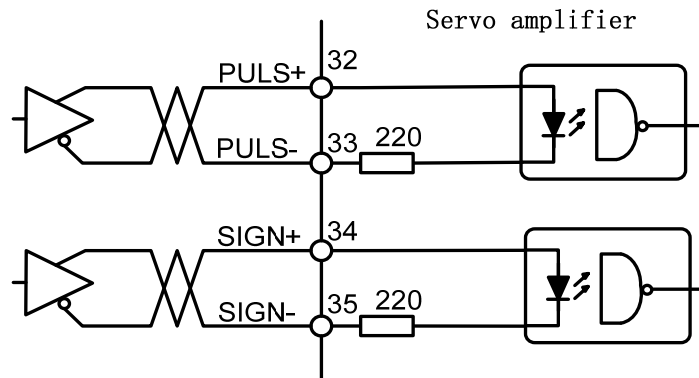 Servo amplifier
32
PULS+
33 220
PULS-
34
SIGN+
35 220
SIGN-